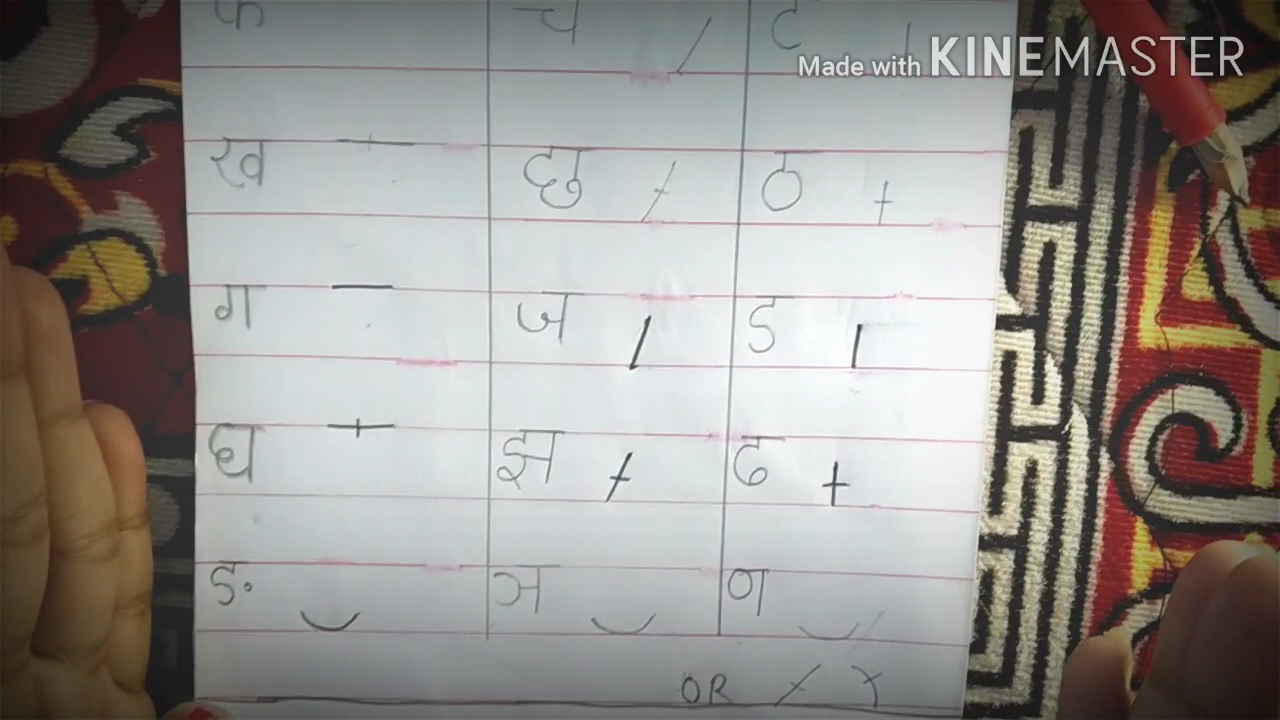 क च ट
Made with KINEMASTER
ख छ ठ
ग ज ड
घ झ ढ
ङ ञ ण
OR